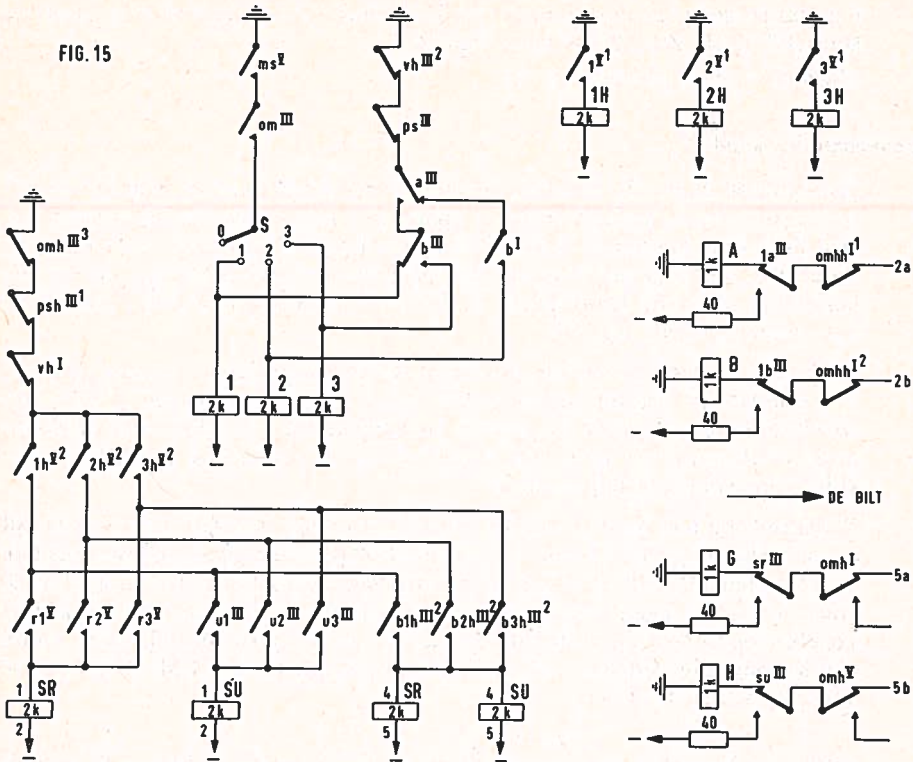 FIG. 15
ms V
om III
vh III 2
ps III
a III
b III
b I
1 V 1
1H
2k
2 V 1
2H
2k
3 V 1
3H
2k
0
S
1
2
3
omh III 3
psh III 1
vh I
1
2k
2
2k
3
2k
1h V 2
2h V 2
3h V 2
r1 V
r2 V
r3 V
u1 III
u2 III
u3 III
b1h III 2
b2h III 2
b3h III 2
1 SR
2k
2
1 SU
2k
2
4 SR
2k
5
4 SU
2k
5
1k A 1a III omhh I 1 2a
40
1k B 1b III omhh I 2 2b
40
DE BILT
1k G sr III omh I 5a
40
1k H su III omh V 5b
40